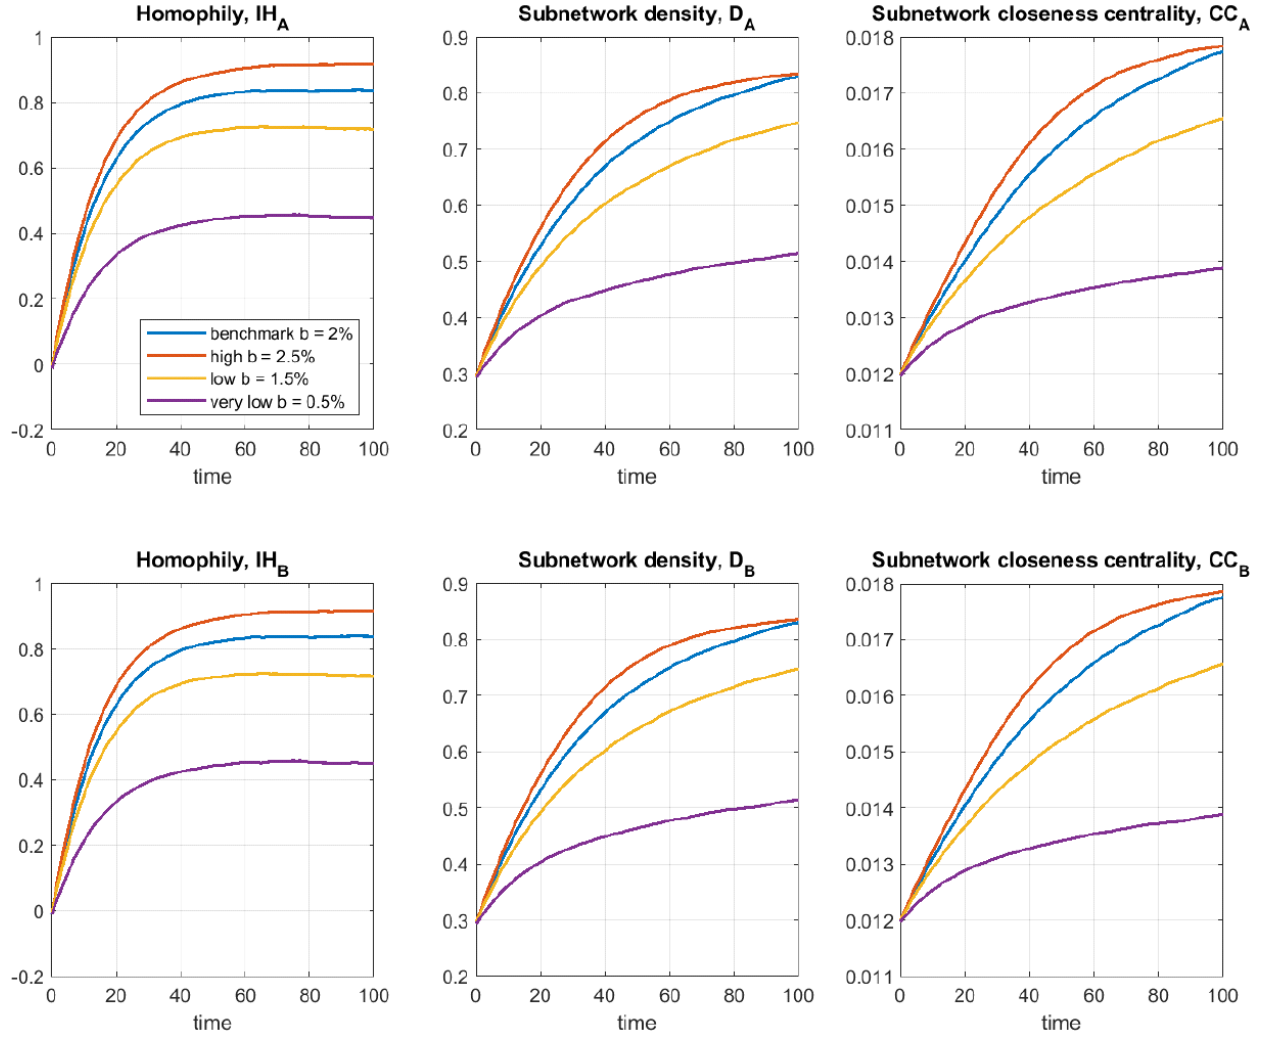 Homophily, IH_A
1
0.8
0.6
0.4
0.2
0
-0.2
0 20 40 60 80 100
time
benchmark b = 2%
high b = 2.5%
low b = 1.5%
very low b = 0.5%
Subnetwork density, D_A
0.9
0.8
0.7
0.6
0.5
0.4
0.3
0.2
0 20 40 60 80 100
time
Subnetwork closeness centrality, CC_A
0.018
0.017
0.016
0.015
0.014
0.013
0.012
0.011
0 20 40 60 80 100
time
Homophily, IH_B
1
0.8
0.6
0.4
0.2
0
-0.2
0 20 40 60 80 100
time
Subnetwork density, D_B
0.9
0.8
0.7
0.6
0.5
0.4
0.3
0.2
0 20 40 60 80 100
time
Subnetwork closeness centrality, CC_B
0.018
0.017
0.016
0.015
0.014
0.013
0.012
0.011
0 20 40 60 80 100
time